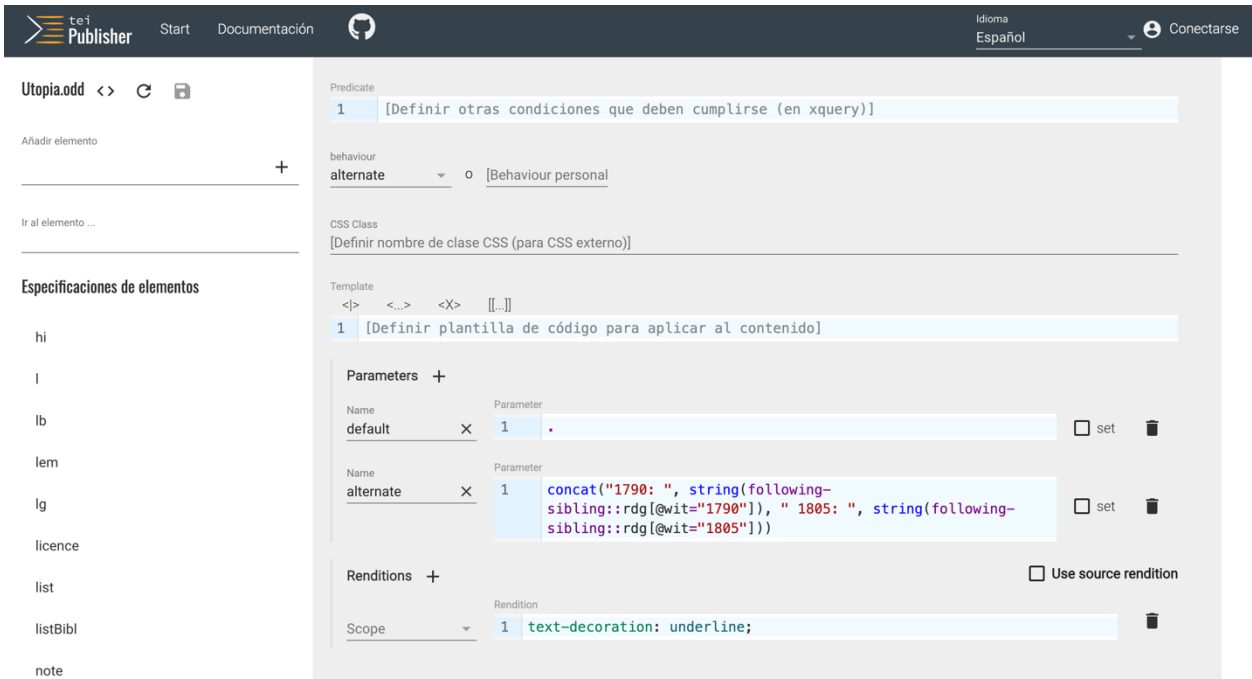 tei
Publisher
Start
Documentación
Idioma
Español
Conectarse
Utopia.odd <>
Añadir elemento
+
Ir al elemento ...
Especificaciones de elementos
hi
l
lb
lem
lg
licence
list
listBibl
note
Predicate
1 [Definir otras condiciones que deben cumplirse (en xquery)]
behaviour
alternate o [Behaviour personal
CSS Class
[Definir nombre de clase CSS (para CSS externo)]
Template
<|> <...> <X> [[...]]
1 [Definir plantilla de código para aplicar al contenido]
Parameters +
Name Parameter
default × 1 . set
Name Parameter
alternate × 1 concat("1790: ", string(following-
sibling::rdg[@wit="1790"]), " 1805: ", string(following- set
sibling::rdg[@wit="1805"]))
Renditions + Use source rendition
Rendition
Scope 1 text-decoration: underline;